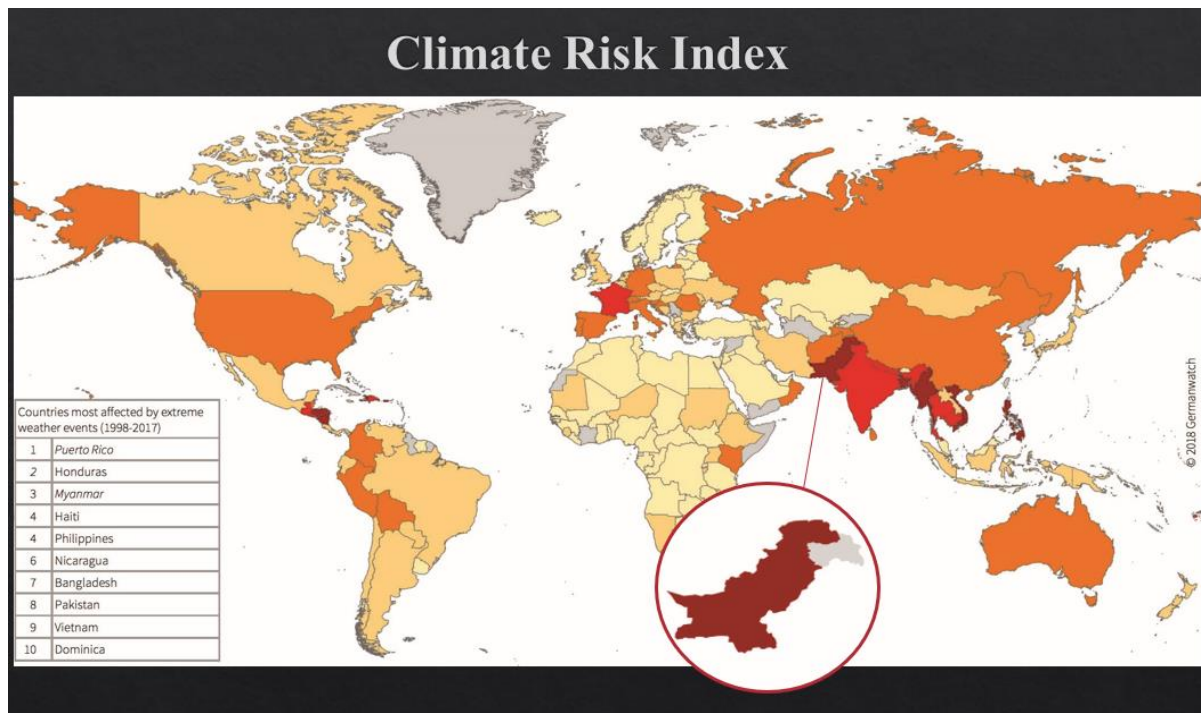 Climate Risk Index
Countries most affected by extreme
weather events (1998-2017)
1 Puerto Rico
2 Honduras
3 Myanmar
4 Haiti
4 Philippines
6 Nicaragua
7 Bangladesh
8 Pakistan
9 Vietnam
10 Dominica
© 2018 Germanwatch